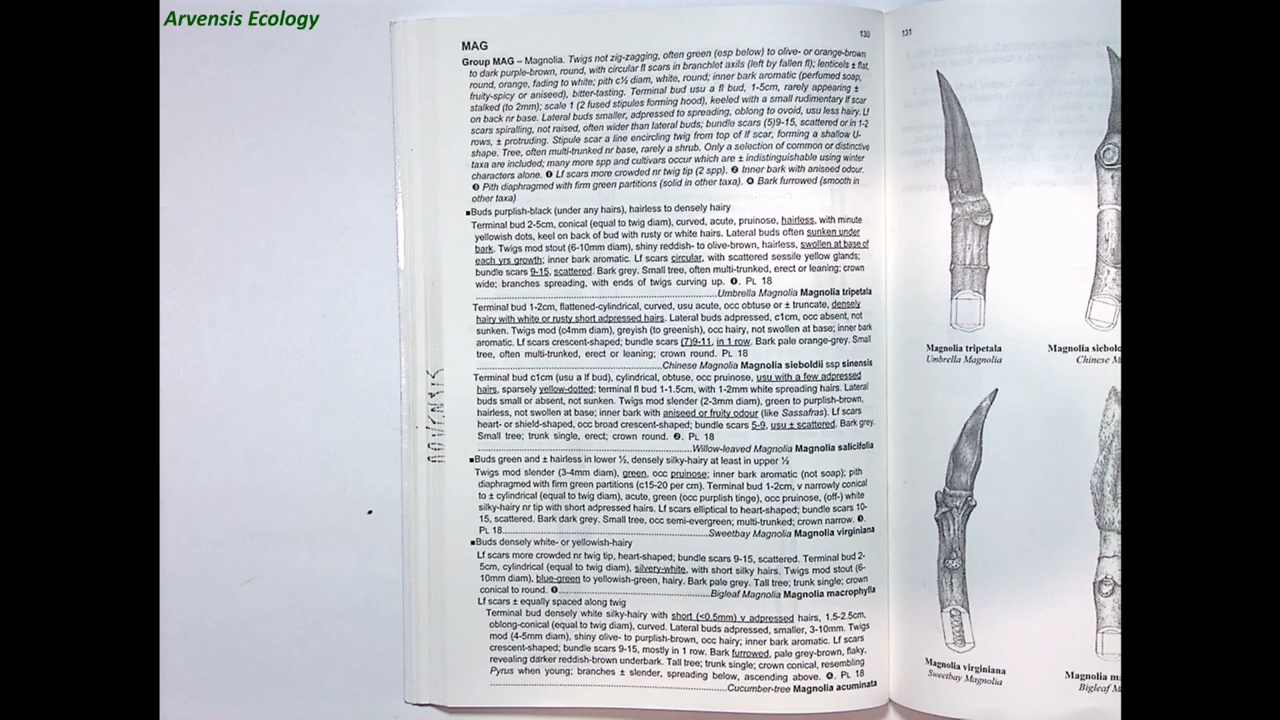 Arvensis Ecology
130
MAG
Group MAG – Magnolia. Twigs not zig-zagging, often green (esp below) to olive- or orange-brown
to dark purple-brown, round, with circular fl scars in branchlet axils (left by fallen fl); lenticels ± flat,
round, orange, fading to white; pith c½ diam, white, round; inner bark aromatic (perfumed soap,
fruity-spicy or aniseed), bitter-tasting. Terminal bud usu a fl bud, 1-5cm, rarely appearing ±
stalked (to 2mm); scale 1 (2 fused stipules forming hood), keeled with a small rudimentary lf scar
on back nr base. Lateral buds smaller, adpressed to spreading, oblong to ovoid, usu less hairy. Lf
scars spiralling, not raised, often wider than lateral buds; bundle scars (5)9-15, scattered or in 1-2
rows, ± protruding. Stipule scar a line encircling twig from top of lf scar, forming a shallow U-
shape. Tree, often multi-trunked nr base, rarely a shrub. Only a selection of common or distinctive
taxa are included; many more spp and cultivars occur which are ± indistinguishable using winter
characters alone. ❶ Lf scars more crowded nr twig tip (2 spp). ❷ Inner bark with aniseed odour.
❸ Pith diaphragmed with firm green partitions (solid in other taxa). ❹ Bark furrowed (smooth in
other taxa)
■Buds purplish-black (under any hairs), hairless to densely hairy
Terminal bud 2-5cm, conical (equal to twig diam), curved, acute, pruinose, hairless, with minute
yellowish dots, keel on back of bud with rusty or white hairs. Lateral buds often sunken under
bark. Twigs mod stout (6-10mm diam), shiny reddish- to olive-brown, hairless, swollen at base of
each yrs growth; inner bark aromatic. Lf scars circular, with scattered sessile yellow glands;
bundle scars 9-15, scattered. Bark grey. Small tree, often multi-trunked, erect or leaning; crown
wide; branches spreading, with ends of twigs curving up. ❶. PL 18
Umbrella Magnolia Magnolia tripetala
Terminal bud 1-2cm, flattened-cylindrical, curved, usu acute, occ obtuse or ± truncate, densely
hairy with white or rusty short adpressed hairs. Lateral buds adpressed, c1cm, occ absent, not
sunken. Twigs mod (c4mm diam), greyish (to greenish), occ hairy, not swollen at base; inner bark
aromatic. Lf scars crescent-shaped; bundle scars (7)9-11, in 1 row. Bark pale orange-grey. Small
tree, often multi-trunked, erect or leaning; crown round. PL 18
Chinese Magnolia Magnolia sieboldii ssp sinensis
Terminal bud c1cm (usu a lf bud), cylindrical, obtuse, occ pruinose, usu with a few adpressed
hairs, sparsely yellow-dotted; terminal fl bud 1-1.5cm, with 1-2mm white spreading hairs. Lateral
buds small or absent, not sunken. Twigs mod slender (2-3mm diam), green to purplish-brown,
hairless, not swollen at base; inner bark with aniseed or fruity odour (like Sassafras). Lf scars
heart- or shield-shaped, occ broad crescent-shaped; bundle scars 5-9, usu ± scattered. Bark grey.
Small tree; trunk single, erect; crown round. ❷. PL 18
Willow-leaved Magnolia Magnolia salicifolia
■Buds green and ± hairless in lower ½, densely silky-hairy at least in upper ½
Twigs mod slender (3-4mm diam), green, occ pruinose; inner bark aromatic (not soap); pith
diaphragmed with firm green partitions (c15-20 per cm). Terminal bud 1-2cm, v narrowly conical
to ± cylindrical (equal to twig diam), acute, green (occ purplish tinge), occ pruinose, (off-) white
silky-hairy nr tip with short adpressed hairs. Lf scars elliptical to heart-shaped; bundle scars 10-
15, scattered. Bark dark grey. Small tree, occ semi-evergreen; multi-trunked; crown narrow. ❸.
PL 18 Sweetbay Magnolia Magnolia virginiana
■Buds densely white- or yellowish-hairy
Lf scars more crowded nr twig tip, heart-shaped; bundle scars 9-15, scattered. Terminal bud 2-
5cm, cylindrical (equal to twig diam), silvery-white, with short silky hairs. Twigs mod stout (6-
10mm diam), blue-green to yellowish-green, hairy. Bark pale grey. Tall tree; trunk single; crown
conical to round. ❶ Bigleaf Magnolia Magnolia macrophylla
Lf scars ± equally spaced along twig
Terminal bud densely white silky-hairy with short (<0.5mm) v adpressed hairs, 1.5-2.5cm,
oblong-conical (equal to twig diam), curved. Lateral buds adpressed, smaller, 3-10mm. Twigs
mod (4-5mm diam), shiny olive- to purplish-brown, occ hairy; inner bark aromatic. Lf scars
crescent-shaped; bundle scars 9-15, mostly in 1 row. Bark furrowed, pale grey-brown, flaky,
revealing darker reddish-brown underbark. Tall tree; trunk single; crown conical, resembling
Pyrus when young; branches ± slender, spreading below, ascending above. ❹. PL 18
Cucumber-tree Magnolia acuminata
131
Magnolia tripetala
Umbrella Magnolia
Magnolia siebol
Chinese M
Magnolia virginiana
Sweetbay Magnolia
Magnolia m
Bigleaf M